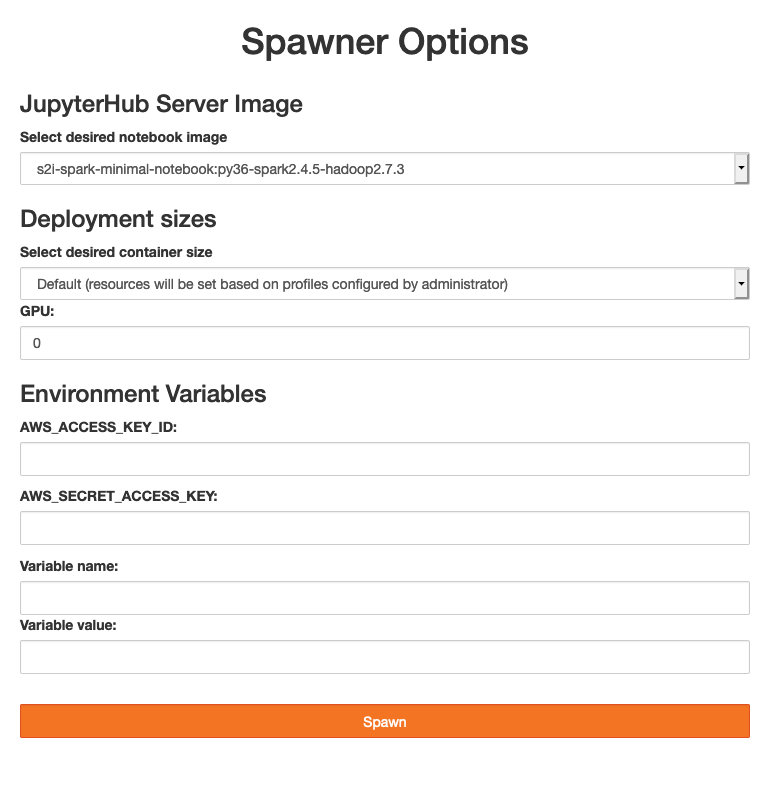 Spawner Options
JupyterHub Server Image
Select desired notebook image
s2i-spark-minimal-notebook:py36-spark2.4.5-hadoop2.7.3
Deployment sizes
Select desired container size
Default (resources will be set based on profiles configured by administrator)
GPU:
0
Environment Variables
AWS_ACCESS_KEY_ID:
AWS_SECRET_ACCESS_KEY:
Variable name:
Variable value:
Spawn